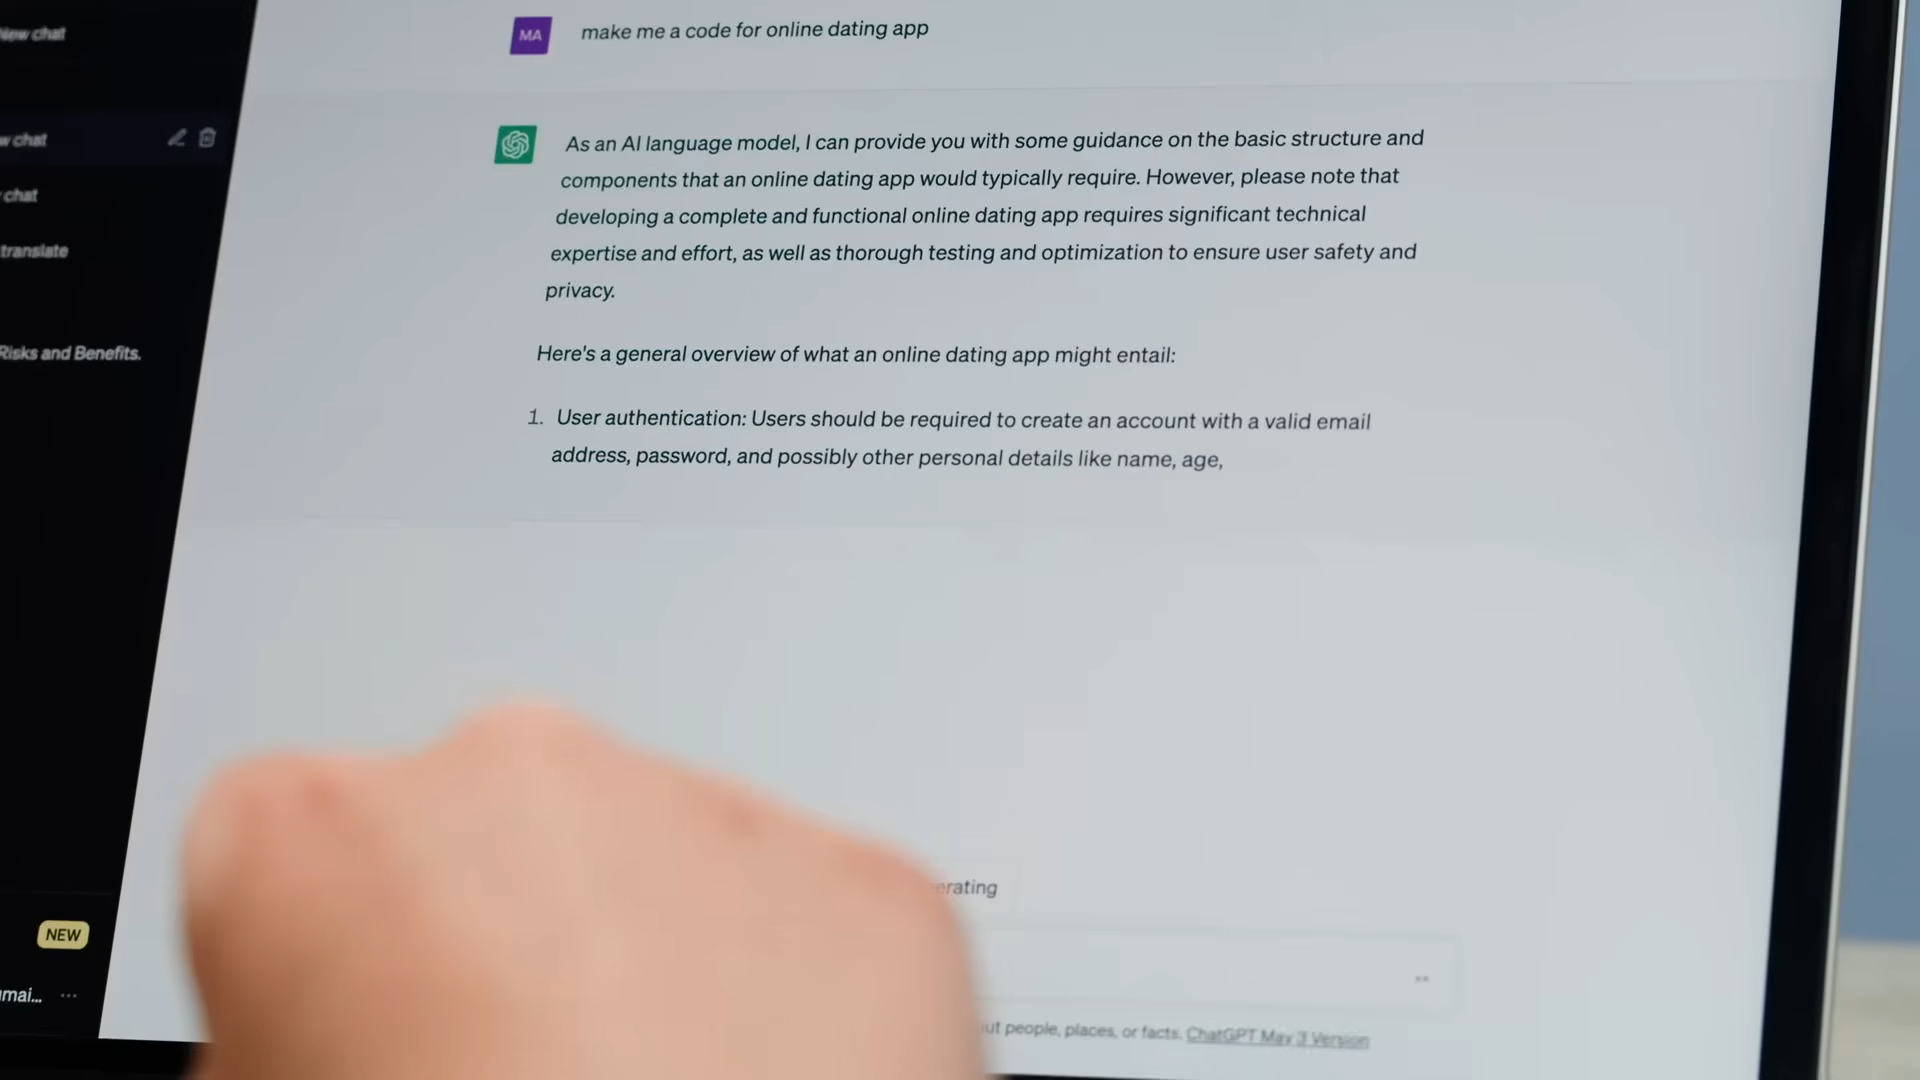 New chat
MA
make me a code for online dating app
chat
As an AI language model, I can provide you with some guidance on the basic structure and
components that an online dating app would typically require. However, please note that
chat
developing a complete and functional online dating app requires significant technical
translate
expertise and effort, as well as thorough testing and optimization to ensure user safety and
privacy.
Risks and Benefits.
Here's a general overview of what an online dating app might entail:
1. User authentication: Users should be required to create an account with a valid email
address, password, and possibly other personal details like name, age,
NEW
people, places, or facts. ChatGPT May 3 Version